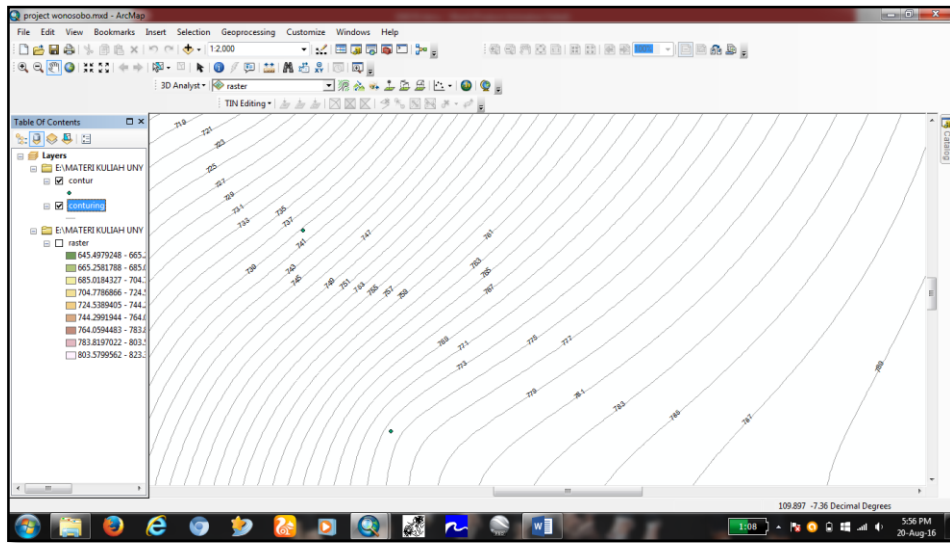 project wonosobo.mxd - ArcMap
File Edit View Bookmarks Insert Selection Geoprocessing Customize Windows Help
1:2.000
3D Analyst
raster
TIN Editing
Table Of Contents
Catalog
Layers
E:\MATERI KULIAH UNY
contur
conturing
E:\MATERI KULIAH UNY
raster
645.4979248 - 665.
665.2581788 - 685.
685.0184327 - 704.
704.7786866 - 724.
724.5389405 - 744.
744.2991944 - 764.
764.0594483 - 783.
783.8197022 - 803.
803.5799562 - 823.
719
721
723
725
727
729
731
733
735
737
739
741
743
745
747
749
751
753
755
757
759
761
763
765
767
769
771
773
775
777
779
781
783
787
789
109.897 -7.36 Decimal Degrees
1:08
5:56 PM
20-Aug-16